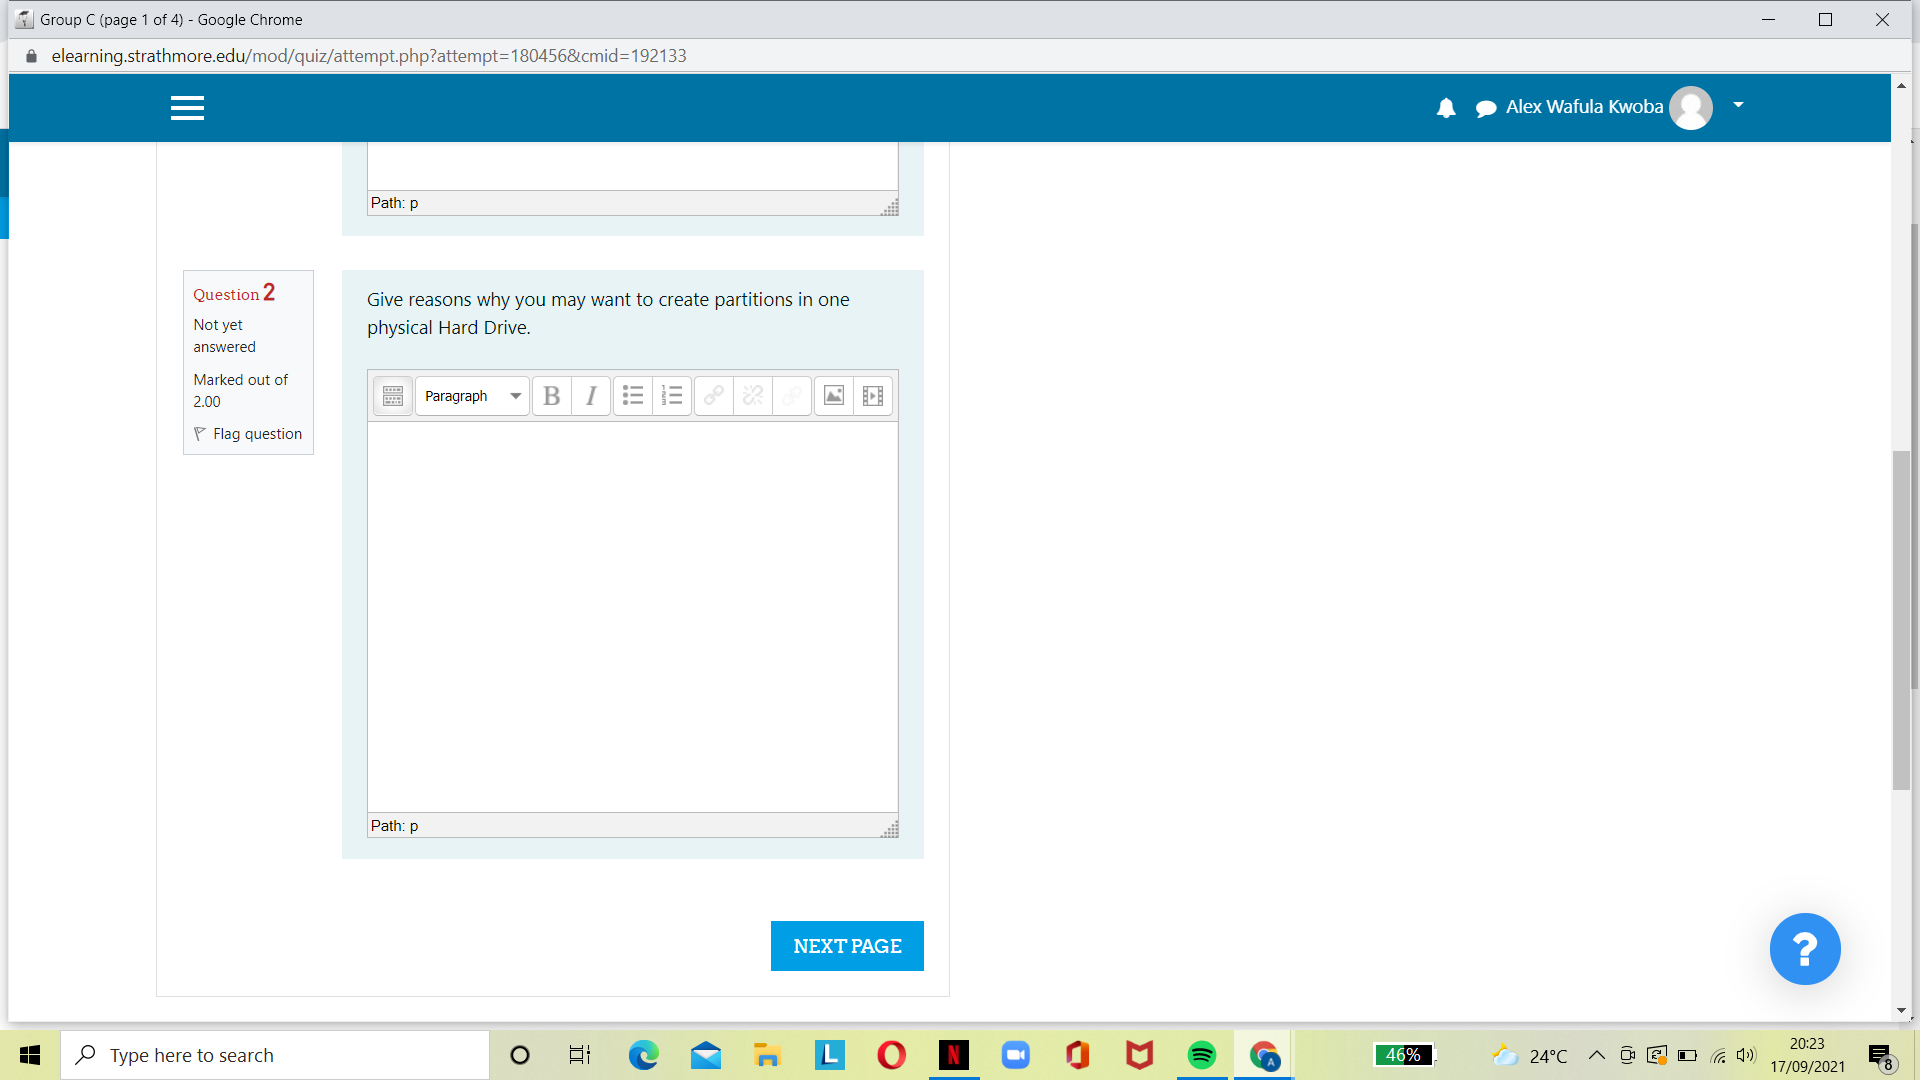 Group C (page 1 of 4) - Google Chrome
elearning.strathmore.edu/mod/quiz/attempt.php?attempt=180456&cmid=192133
Alex Wafula Kwoba
Path: p
Question 2
Not yet
answered
Marked out of
2.00
Flag question
Give reasons why you may want to create partitions in one
physical Hard Drive.
Paragraph
B I
Path: p
NEXT PAGE
?
Type here to search
L
N
A
46%
24°C
20:23
17/09/2021
8